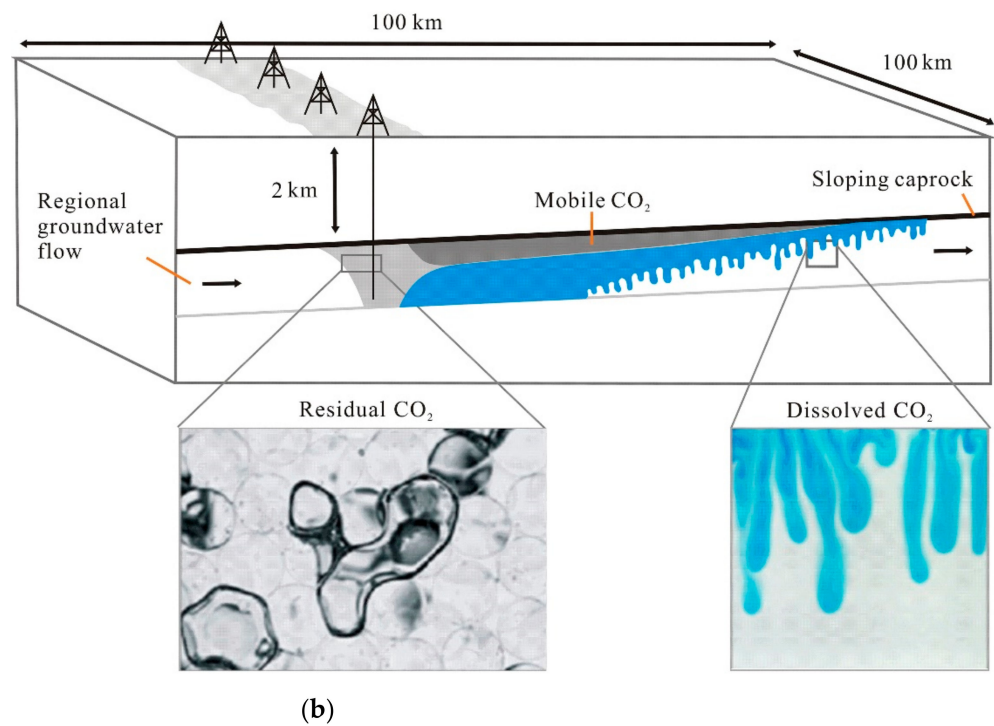 100 km
100 km
2 km
Regional
groundwater
flow
Mobile CO₂
Sloping caprock
Residual CO₂
Dissolved CO₂
(b)